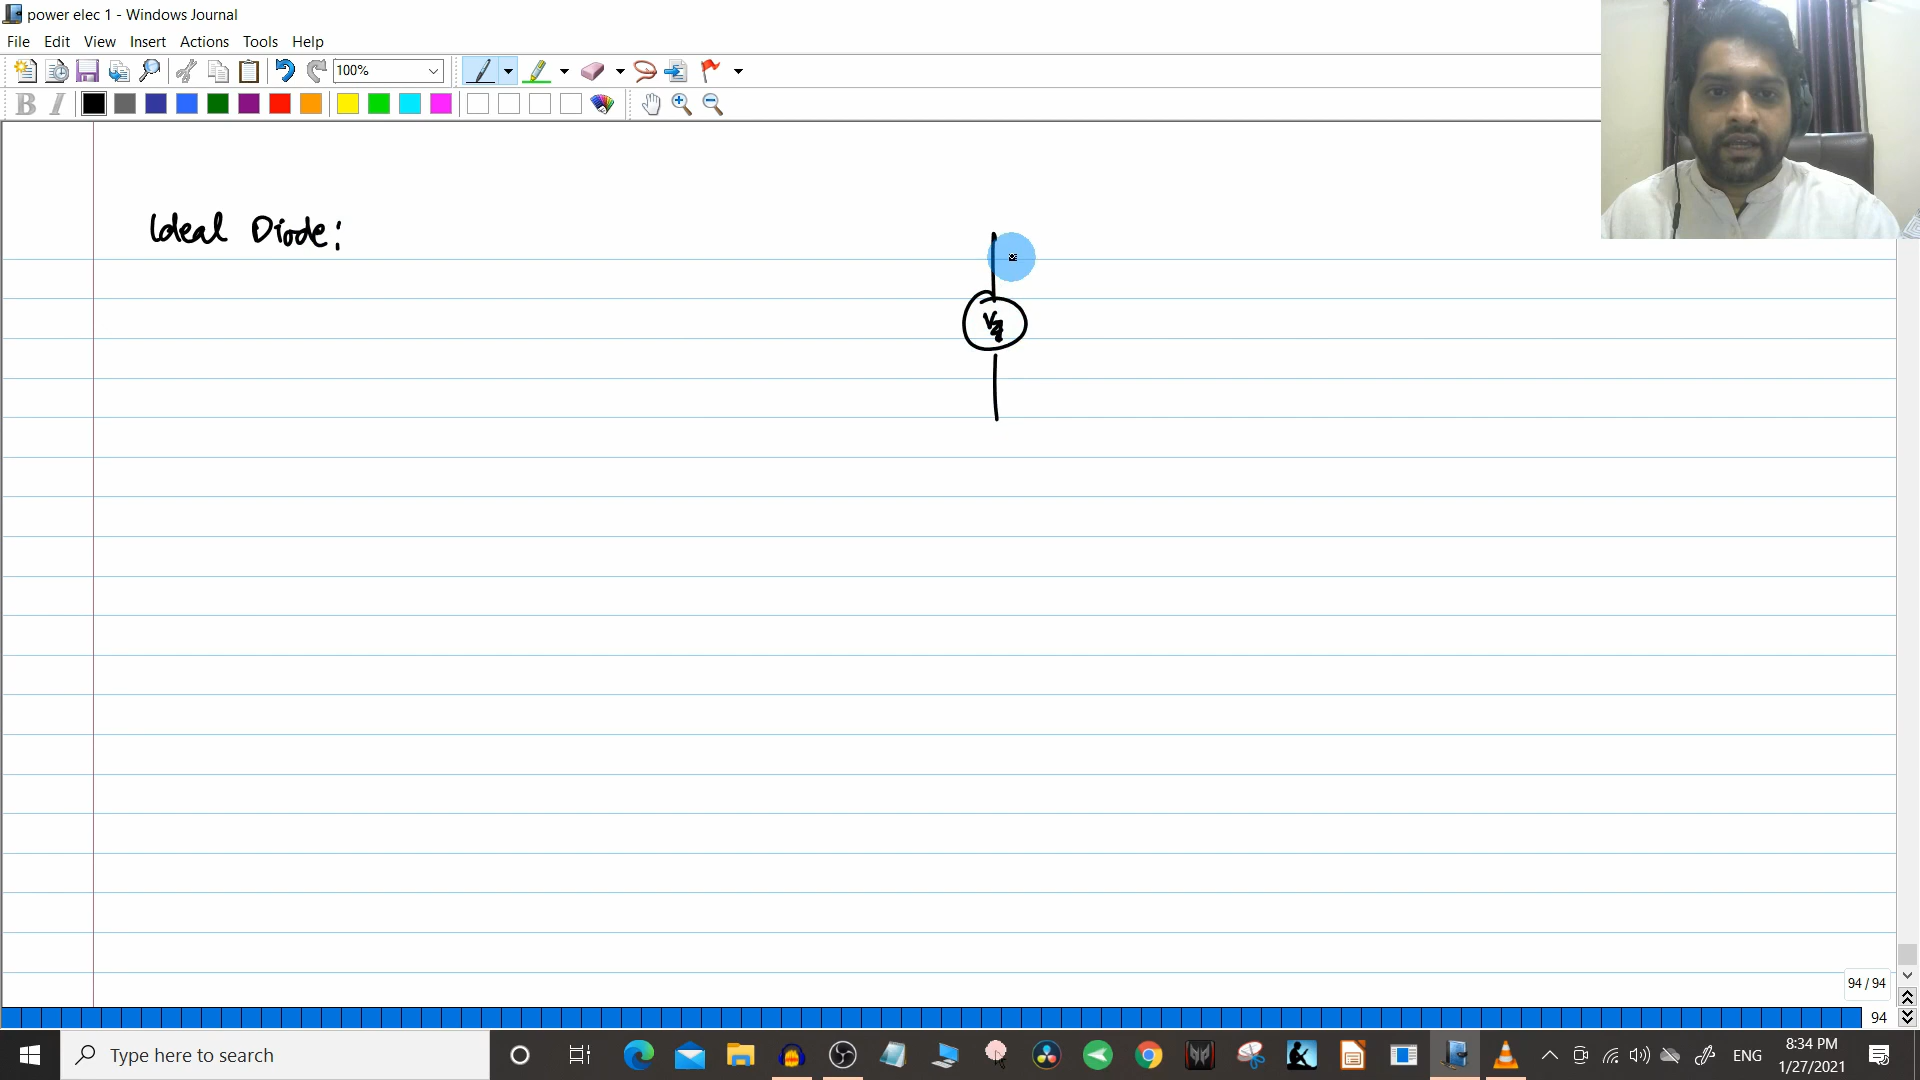 power elec 1 - Windows Journal
File Edit View Insert Actions Tools Help
100%
B I
Ideal Diode:
94 / 94
94
Type here to search
ENG
8:34 PM
1/27/2021